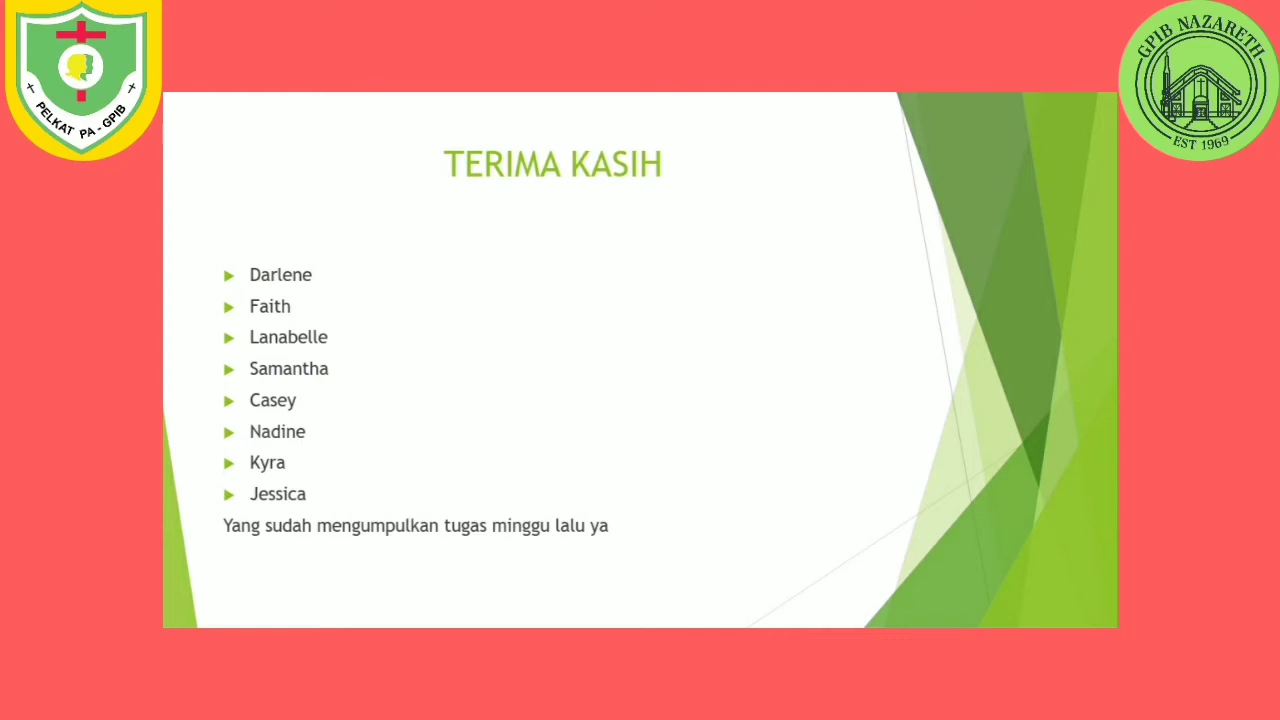 PELKAT PA - GPIB
GPIB NAZARETH
EST 1969
TERIMA KASIH
Darlene
Faith
Lanabelle
Samantha
Casey
Nadine
Kyra
Jessica
Yang sudah mengumpulkan tugas minggu lalu ya